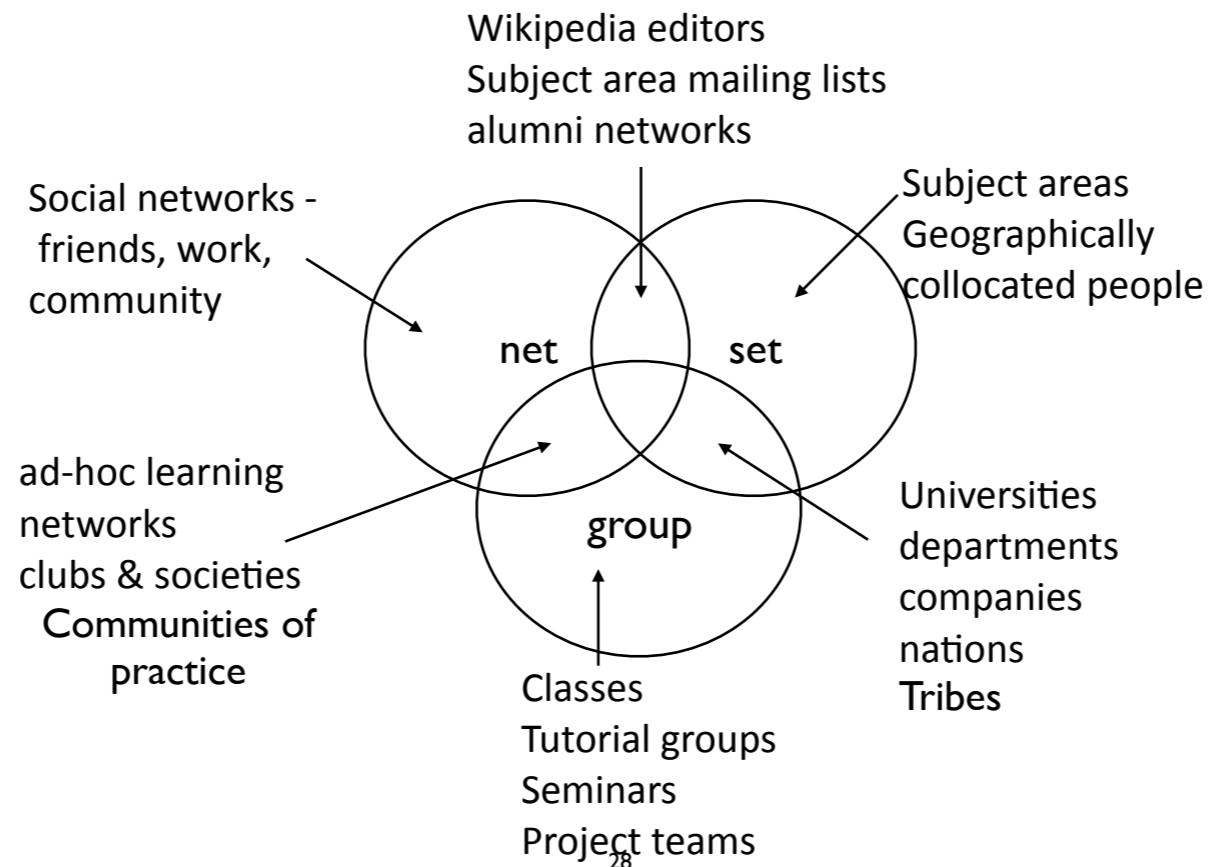 Wikipedia editors
Subject area mailing lists
alumni networks
Social networks -
friends, work,
community
Subject areas
Geographically
collocated people
net
set
group
ad-hoc learning
networks
clubs & societies
Communities of
practice
Universities
departments
companies
nations
Tribes
Classes
Tutorial groups
Seminars
Project teams
28